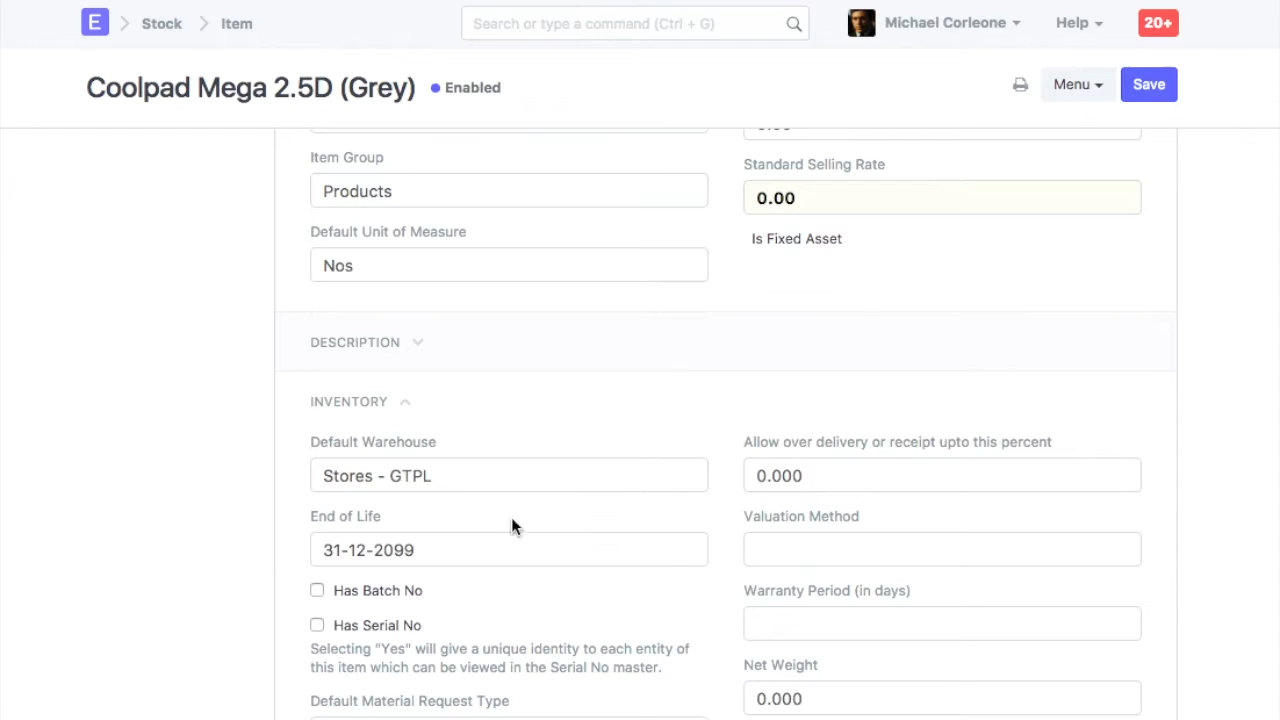 E Stock Item Search or type a command (Ctrl + G) Michael Corleone Help 20+
Coolpad Mega 2.5D (Grey) Enabled Menu Save
Item Group
Products
Default Unit of Measure
Nos
Standard Selling Rate
0.00
Is Fixed Asset
DESCRIPTION
INVENTORY
Default Warehouse
Stores - GTPL
End of Life
31-12-2099
Has Batch No
Has Serial No
Selecting "Yes" will give a unique identity to each entity of
this item which can be viewed in the Serial No master.
Default Material Request Type
Allow over delivery or receipt upto this percent
0.000
Valuation Method
Warranty Period (in days)
Net Weight
0.000